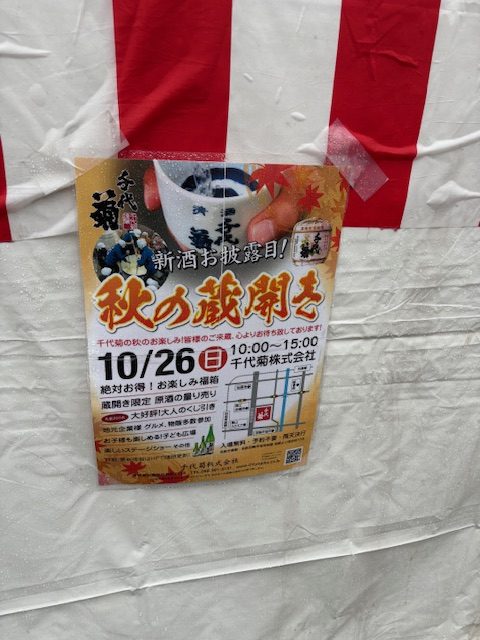 千代菊
新酒お披露目!
秋の蔵開き
千代菊の秋のお楽しみ!皆様のご来蔵、心よりお待ち致しております!
10/26 日 10:00~15:00
千代菊株式会社
絶対お得!お楽しみ福箱
蔵開き限定 原酒の量り売り
大好評!大人のくじ引き
地元企業様 グルメ、物販多数参加
お子様も楽しめる!子ども広場
楽しいステージショー その他
入場無料・予約不要・雨天決行
千代菊株式会社